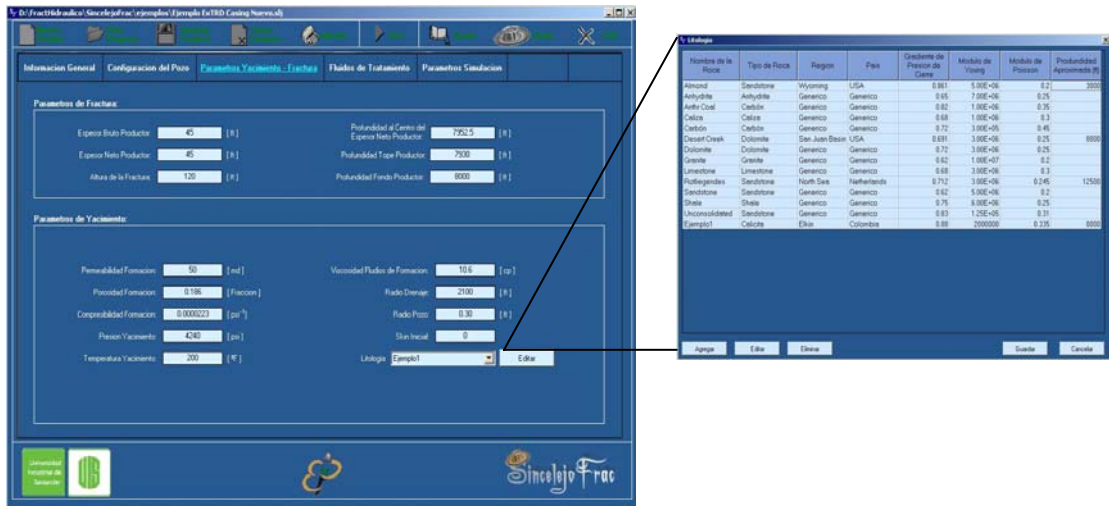 D:\FractHidraulico\SincelejoFrac\ejemplos\Ejemplo ExTRD Casing Nuevo.slj
Informacion General Configuracion del Pozo Parametros Yacimiento - Fractura Fluidos de Tratamiento Parametros Simulacion
Parametros de Fractura:
Espesor Bruto Productor: 45 [ ft ] Profundidad al Centro del Espesor Neto Productor: 7952.5 [ ft ]
Espesor Neto Productor: 45 [ ft ] Profundidad Tope Productor: 7930 [ ft ]
Altura de la Fractura: 120 [ ft ] Profundidad Fondo Productor: 8000 [ ft ]
Parametros de Yacimiento:
Permeabilidad Formacion: 50 [ md ] Viscosidad Fluidos de Formacion: 10.6 [ cp ]
Porosidad Formacion: 0.186 [ Fraccion ] Radio Drenaje: 2100 [ ft ]
Compresibilidad Formacion: 0.0000223 [ psi⁻¹ ] Radio Pozo: 0.30 [ ft ]
Presion Yacimiento: 4240 [ psi ] Skin Inicial: 0
Temperatura Yacimiento: 200 [ ºF ] Litologia: Ejemplo1 Editar
Universidad
Industrial de
Santander
UIS
Sincelejo Frac
Litologia
Nombre de la Roca Tipo de Roca Region Pais Gradiente de Presion de Cierre Modulo de Young Modulo de Poisson Profundidad Aproximada [ft]
Almond Sandstone Wyoming USA 0.861 5.00E+06 0.2 3000
Anhydrite Anhydrite Generico Generico 0.65 7.00E+06 0.25
Anthr Coal Carbón Generico Generico 0.82 1.00E+06 0.35
Caliza Caliza Generico Generico 0.68 1.00E+06 0.3
Carbón Carbón Generico Generico 0.72 3.00E+05 0.45
Desert Creek Dolomite San Juan Basin USA 0.691 3.00E+06 0.25 8000
Dolomite Dolomite Generico Generico 0.72 3.00E+06 0.25
Granite Granite Generico Generico 0.62 1.00E+07 0.2
Limestone Limestone Generico Generico 0.68 3.00E+06 0.3
Rotliegendes Sandstone North Sea Netherlands 0.712 3.00E+06 0.245 12500
Sandstone Sandstone Generico Generico 0.62 5.00E+06 0.2
Shale Shale Generico Generico 0.75 6.00E+06 0.25
Unconsolidated Sandstone Generico Generico 0.83 1.25E+05 0.31
Ejemplo1 Calicite Elkin Colombia 0.88 2000000 0.335 8000
Agregar Editar Eliminar Guardar Cancelar